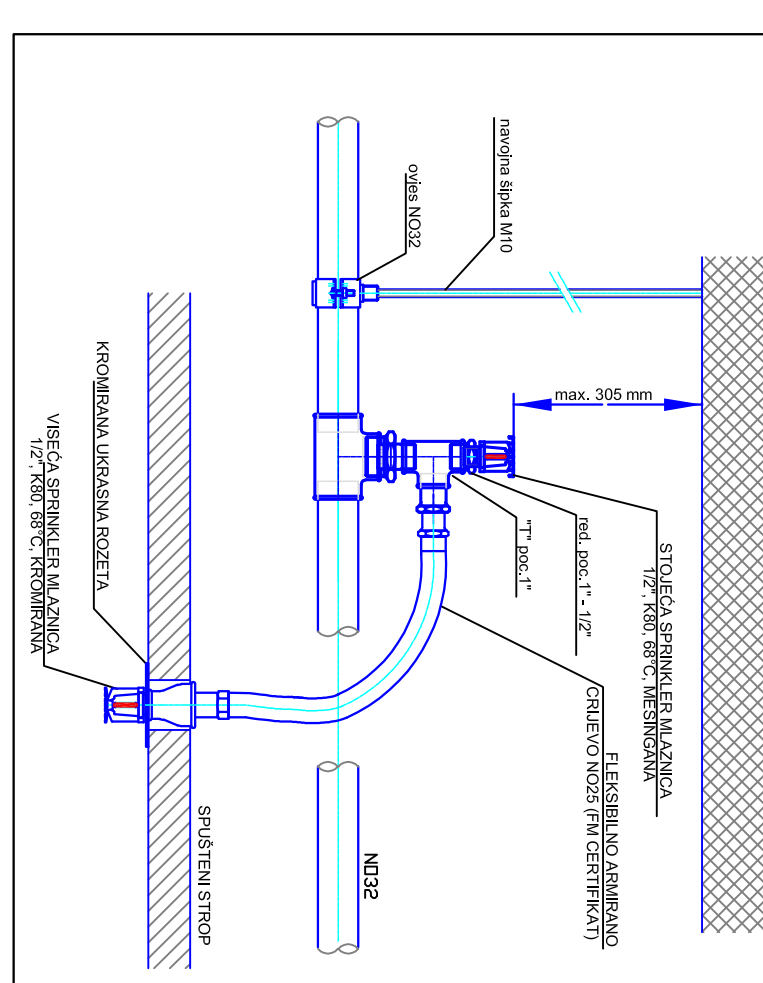 navojna šipka M10
ovjes NO32
max. 305 mm
STOJEĆA SPRINKLER MLAZNICA
1/2", K80, 68°C, MESINGANA
red. poc.1" - 1/2"
"T" poc.1"
FLEKSIBILNO ARMIRANO
CRIJEVO NO25 (FM CERTIFIKAT)
KROMIRANA UKRASNA ROZETA
VISEĆA SPRINKLER MLAZNICA
1/2", K80, 68°C, KROMIRANA
NO32
SPUŠTENI STROP